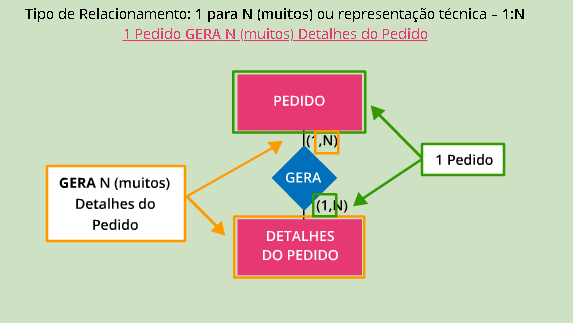 Tipo de Relacionamento: 1 para N (muitos) ou representação técnica – 1:N
1 Pedido GERA N (muitos) Detalhes do Pedido
PEDIDO
(1,N)
1 Pedido
GERA
GERA N (muitos)
Detalhes do
Pedido
(1,N)
DETALHES
DO PEDIDO